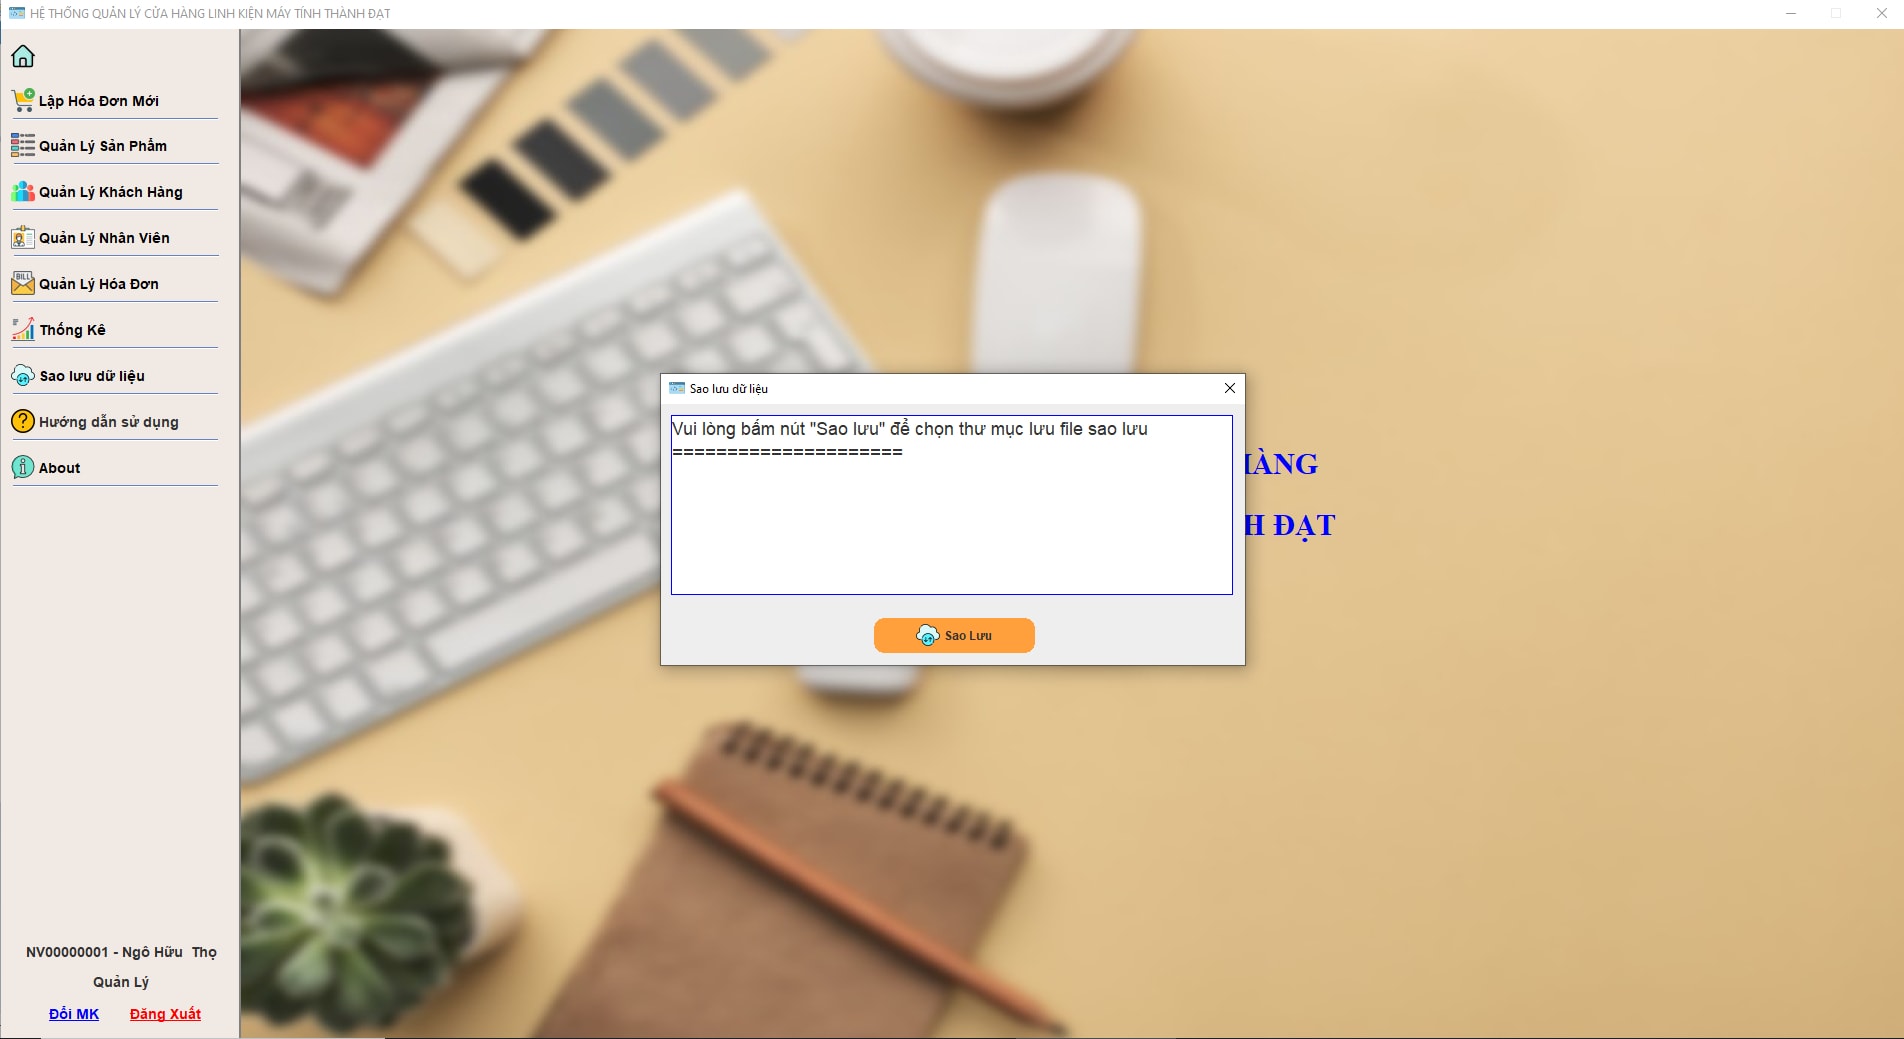 HỆ THỐNG QUẢN LÝ CỬA HÀNG LINH KIỆN MÁY TÍNH THÀNH ĐẠT
Lập Hóa Đơn Mới
Quản Lý Sản Phẩm
Quản Lý Khách Hàng
Quản Lý Nhân Viên
BILL
Quản Lý Hóa Đơn
Thống Kê
Sao lưu dữ liệu
Hướng dẫn sử dụng
About
Sao lưu dữ liệu
Vui lòng bấm nút "Sao lưu" để chọn thư mục lưu file sao lưu
=====================
Sao Lưu
ÀNG
H ĐẠT
NV00000001 - Ngô Hữu  Thọ
Quản Lý
Đổi MK
Đăng Xuất